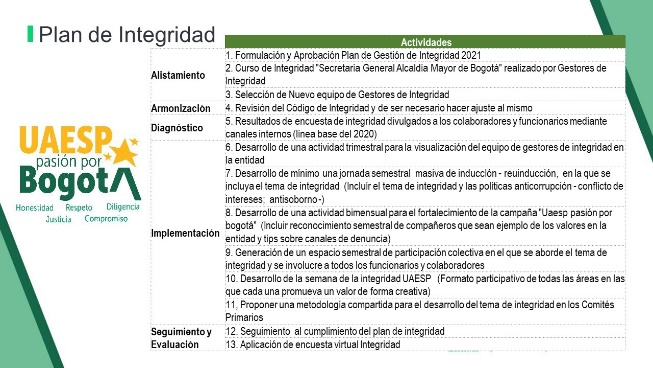 Plan de Integridad
Actividades
Alistamiento
1. Formulación y Aprobación Plan de Gestión de Integridad 2021
2. Curso de Integridad "Secretaria General Alcaldía Mayor de Bogotá" realizado por Gestores de
Integridad
3. Selección de Nuevo equipo de Gestores de Integridad
Armonización
4. Revisión del Código de Integridad y de ser necesario hacer ajuste al mismo
Diagnóstico
5. Resultados de encuesta de integridad divulgados a los colaboradores y funcionarios mediante
canales internos (linea base del 2020)
Implementación
6. Desarrollo de una actividad trimestral para la visualización del equipo de gestores de integridad en
la entidad
7. Desarrollo de mínimo una jornada semestral masiva de inducción - reuinducción, en la que se
incluya el tema de integridad (Incluir el tema de integridad y las políticas anticorrupción - conflicto de
intereses; antisoborno-)
8. Desarrollo de una actividad bimensual para el fortalecimiento de la campaña "Uaesp pasión por
bogotá" (Incluir reconocimiento semestral de compañeros que sean ejemplo de los valores en la
entidad y tips sobre canales de denuncia)
9. Generación de un espacio semestral de participación colectiva en el que se aborde el tema de
integridad y se involucre a todos los funcionarios y colaboradores
10. Desarrollo de la semana de la integridad UAESP (Formato participativo de todas las áreas en las
que cada una promueva un valor de forma creativa)
11, Proponer una metodología compartida para el desarrollo del tema de integridad en los Comités
Primarios
Seguimiento y
Evaluación
12. Seguimiento al cumplimiento del plan de integridad
13. Aplicación de encuesta virtual Integridad
UAESP
pasión por
Bogotá
Honestidad Respeto Diligencia
Justicia Compromiso